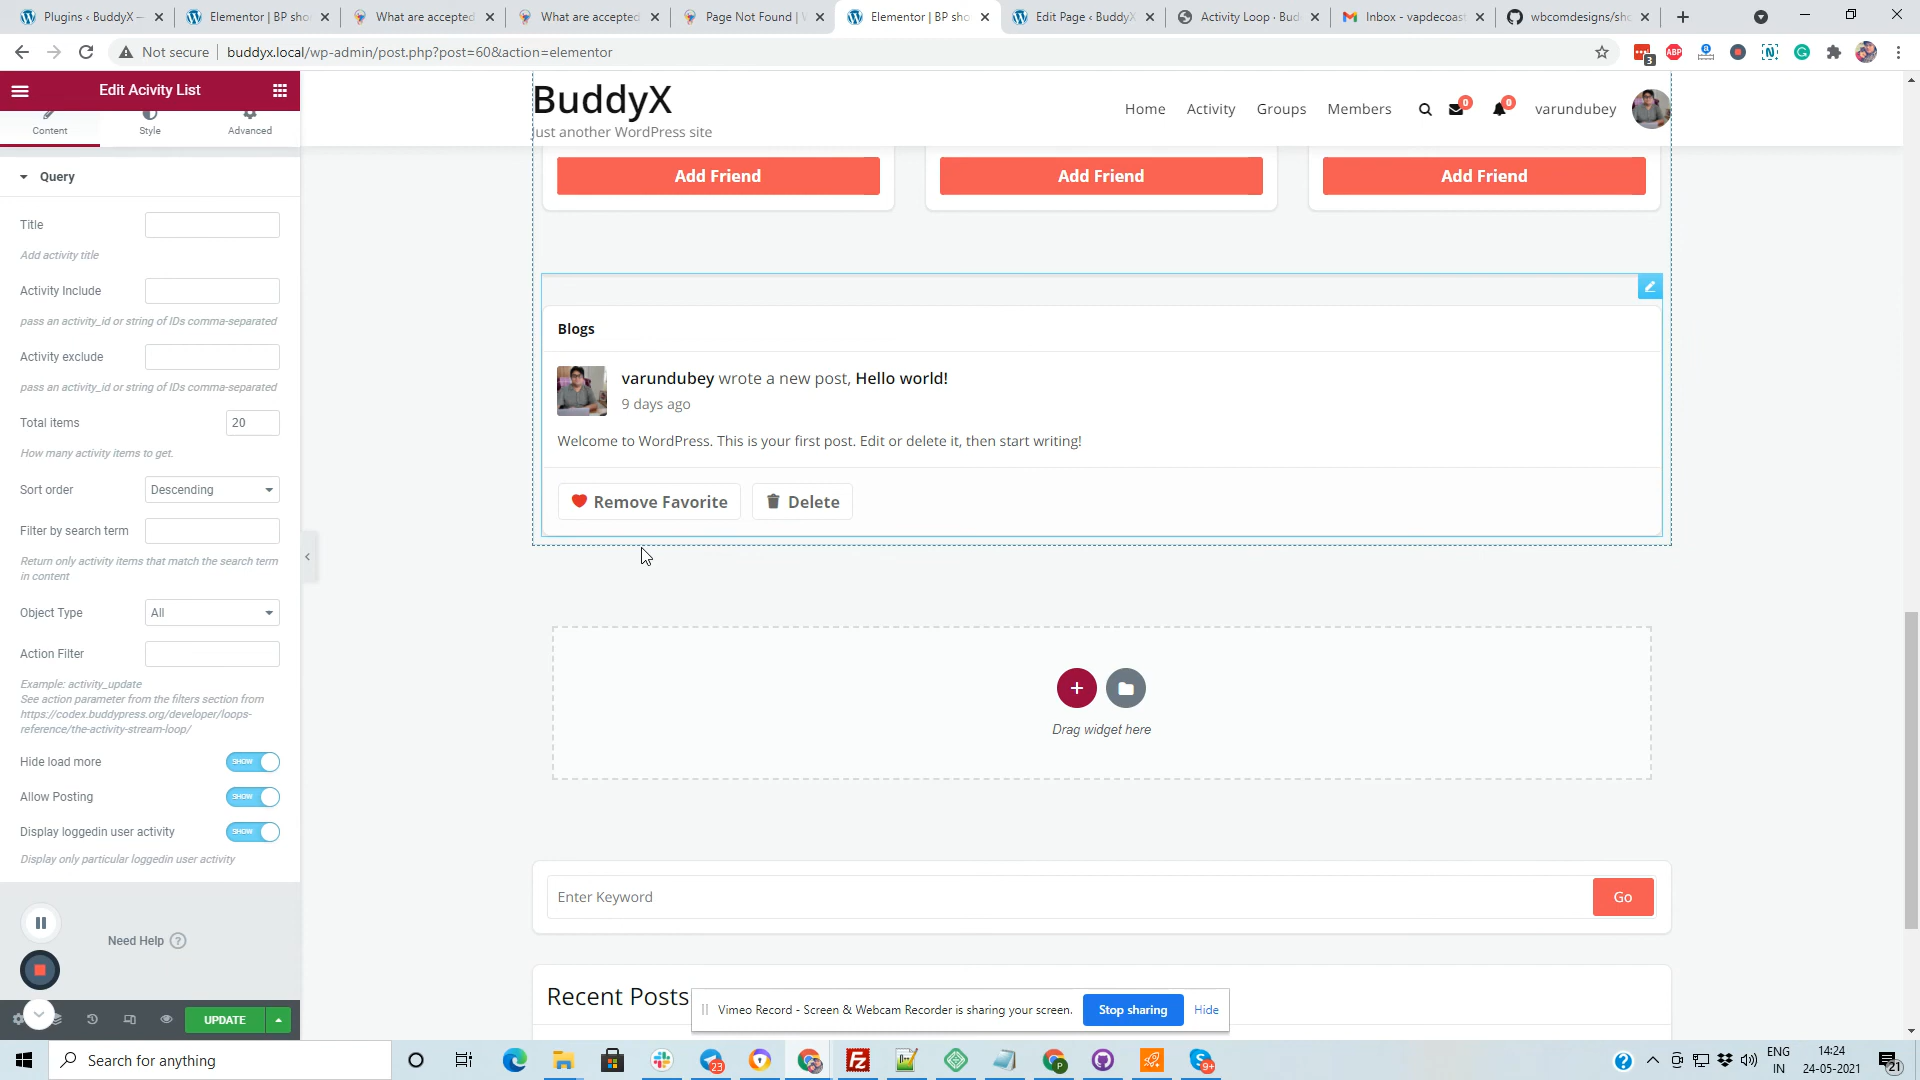 Plugins ‹ BuddyX —
Elementor | BP sho
What are accepted
What are accepted
Page Not Found | W
Elementor | BP sho
Edit Page ‹ BuddyX
Activity Loop · Bud
Inbox - vapdecoast
wbcomdesigns/sho
Not secure
buddyx.local/wp-admin/post.php?post=60&action=elementor
ABP
3
Edit Acivity List
Content
Style
Advanced
Query
Title
Add activity title
Activity Include
pass an activity_id or string of IDs comma-separated
Activity exclude
pass an activity_id or string of IDs comma-separated
Total items
20
How many activity items to get.
Sort order
Descending
Filter by search term
Return only activity items that match the search term
in content
Object Type
All
Action Filter
Example: activity_update
See action parameter from the filters section from
https://codex.buddypress.org/developer/loops-
reference/the-activity-stream-loop/
Hide load more
SHOW
Allow Posting
SHOW
Display loggedin user activity
SHOW
Display only particular loggedin user activity
Need Help
UPDATE
BuddyX
ust another WordPress site
Home
Activity
Groups
Members
0
0
varundubey
Add Friend
Add Friend
Add Friend
Blogs
varundubey wrote a new post, Hello world!
9 days ago
Welcome to WordPress. This is your first post. Edit or delete it, then start writing!
Remove Favorite
Delete
Drag widget here
Enter Keyword
Go
Recent Posts
Vimeo Record - Screen & Webcam Recorder is sharing your screen.
Stop sharing
Hide
Search for anything
23
P
9+
ENG
IN
14:24
24-05-2021
21